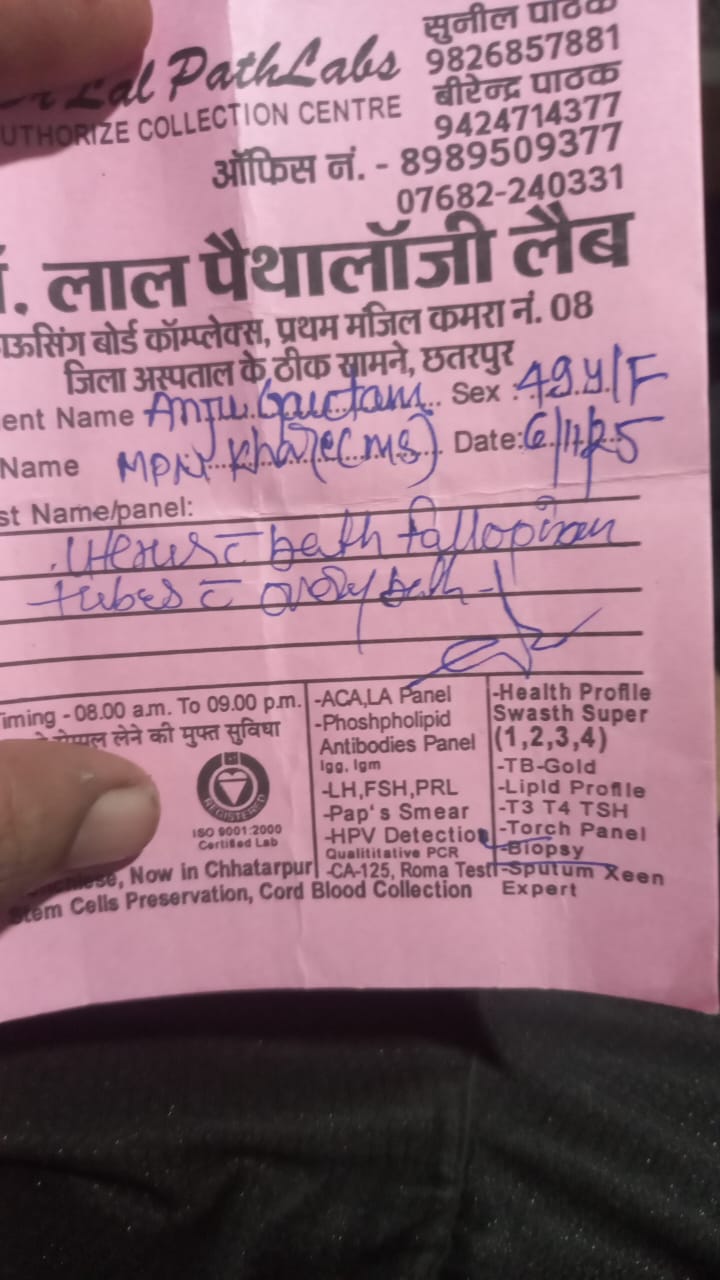 Lal PathLabs
UTHORIZE COLLECTION CENTRE
सुनील पाठक
9826857881
बीरेन्द्र पाठक
9424714377
ऑफिस नं. - 8989509377
07682-240331
. लाल पैथालॉजी लैब
ाऊसिंग बोर्ड कॉम्प्लेक्स, प्रथम मंजिल कमरा नं. 08
जिला अस्पताल के ठीक सामने, छतरपुर
ent Name Anju Gautam Sex : 49 y/F
Name Khare (MS) Date: 6/11/25
st Name/panel:
Uterus c̄ both fallopian
tubes c̄ ovary both
iming - 08.00 a.m. To 09.00 p.m.
लेने की मुफ्त सुविधा
REGISTERED
ISO 9001:2000
Certified Lab
, Now in Chhatarpur
Stem Cells Preservation, Cord Blood Collection
-ACA,LA Panel
-Phoshpholipid
Antibodies Panel
Igg. Igm
-LH,FSH,PRL
-Pap's Smear
-HPV Detection
Qualititative PCR
-CA-125, Roma Test
-Health Profile
Swasth Super
(1,2,3,4)
-TB-Gold
-Lipid Profile
-T3 T4 TSH
-Torch Panel
-Biopsy
-Sputum Xeen
Expert